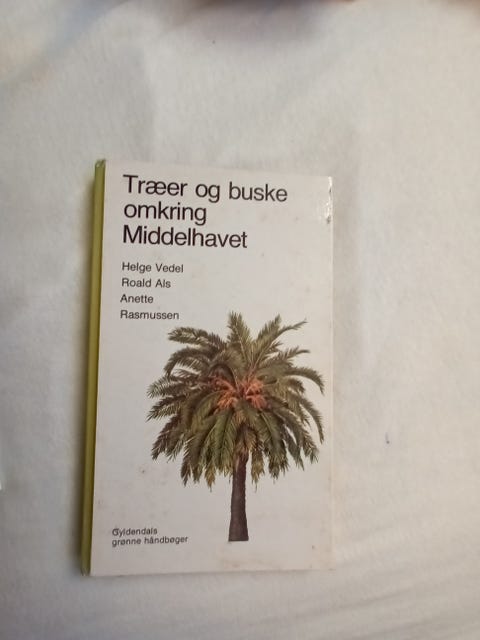 Træer og buske
omkring
Middelhavet
Helge Vedel
Roald Als
Anette
Rasmussen
Gyldendals
grønne håndbøger